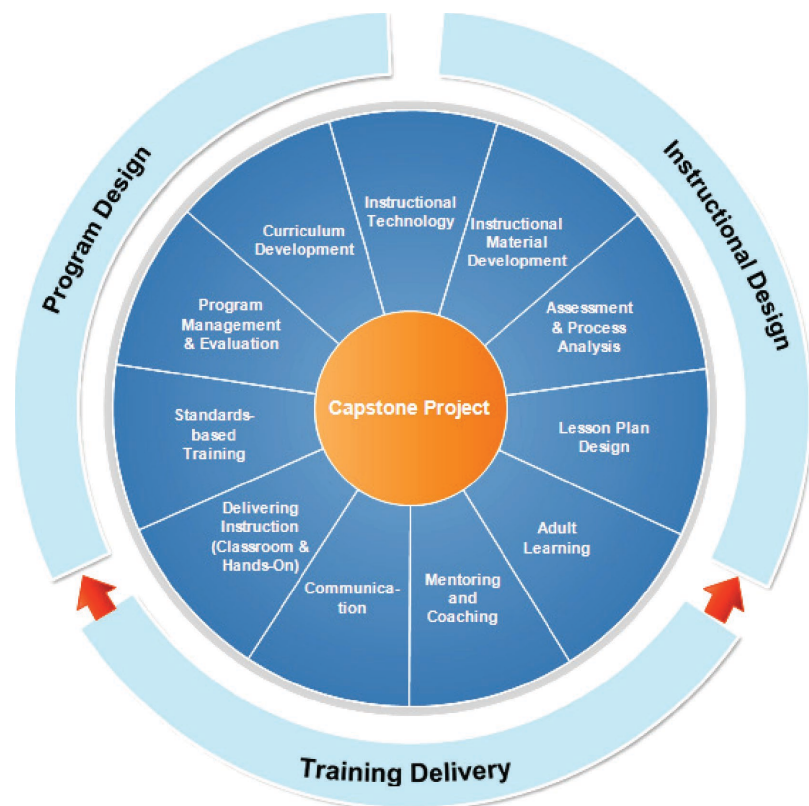 Program Design
Instructional Design
Training Delivery
Instructional
Technology
Instructional
Material
Development
Assessment
& Process
Analysis
Lesson Plan
Design
Adult
Learning
Mentoring
and
Coaching
Communica-
tion
Delivering
Instruction
(Classroom &
Hands-On)
Standards-
based
Training
Program
Management
& Evaluation
Curriculum
Development
Capstone Project